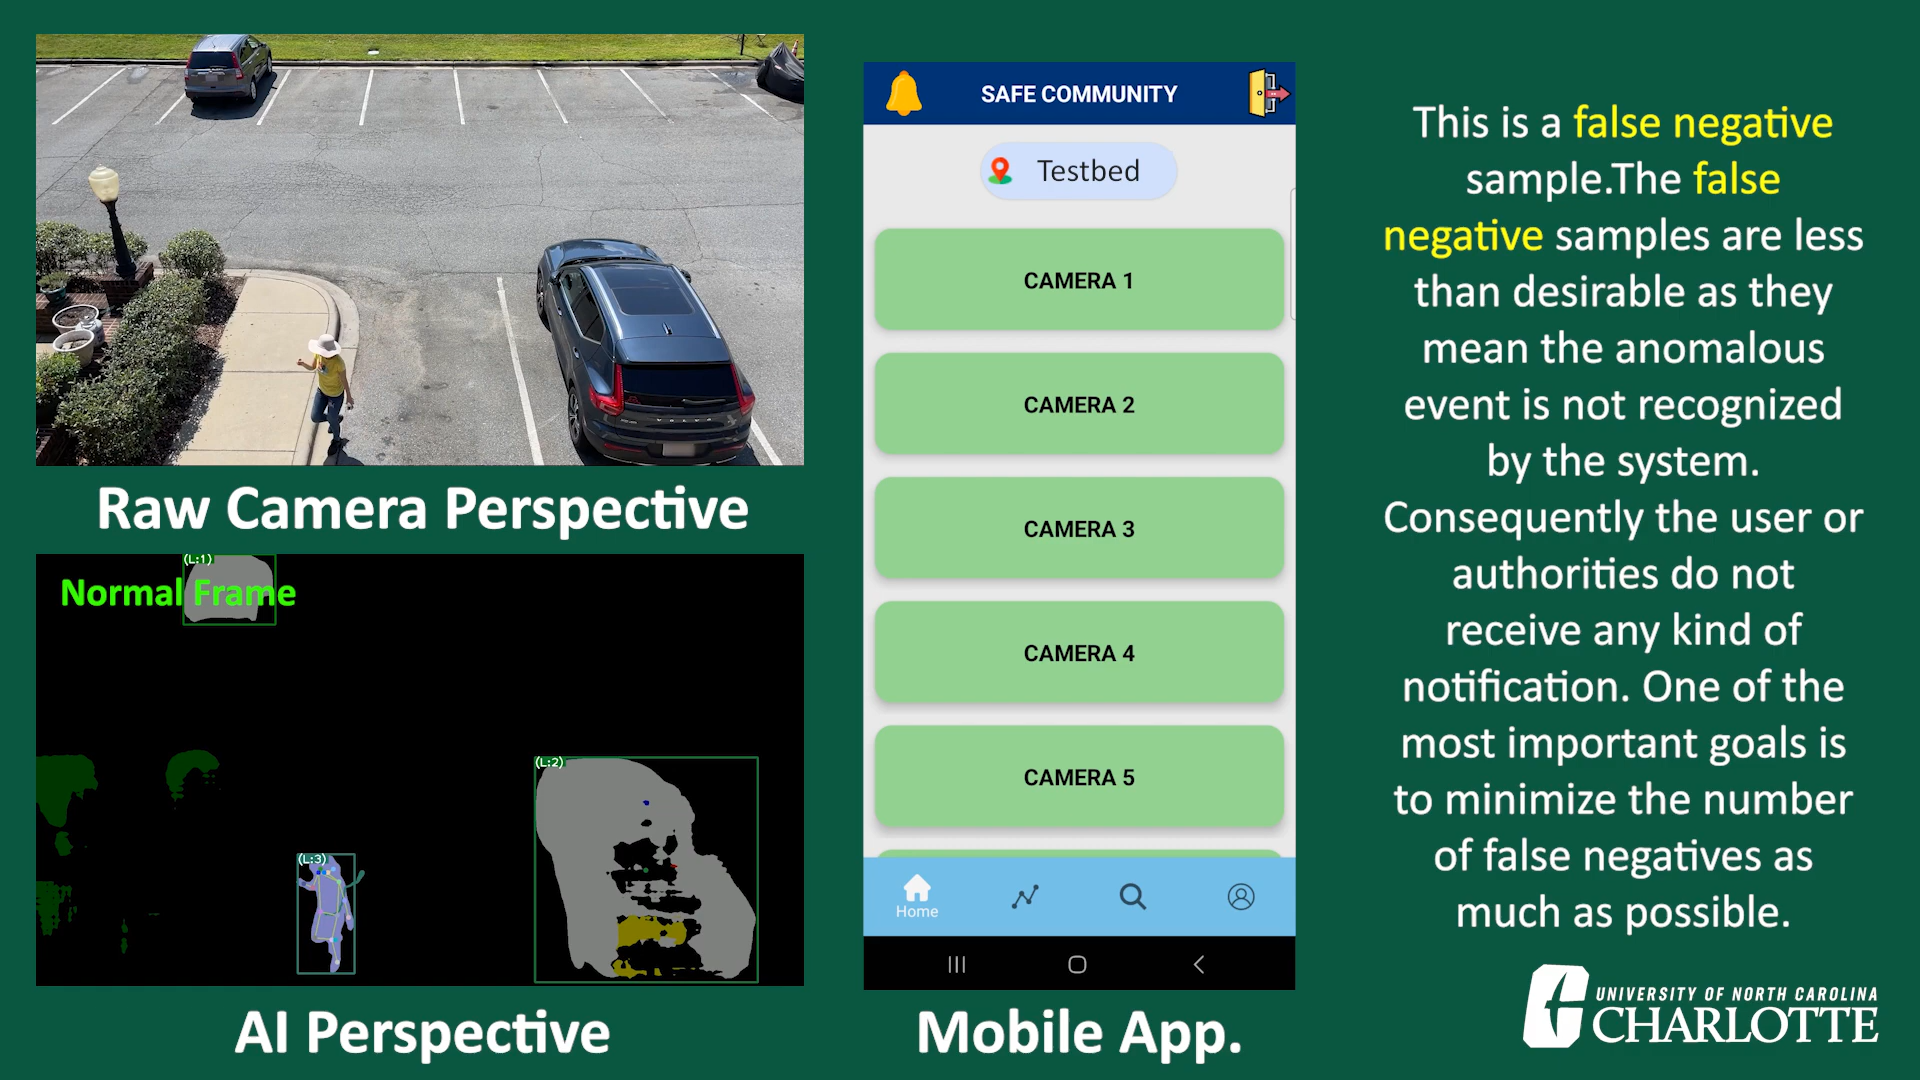 Raw Camera Perspective
(L:1)
Normal Frame
(L:2)
(L:3)
AI Perspective
SAFE COMMUNITY
Testbed
CAMERA 1
CAMERA 2
CAMERA 3
CAMERA 4
CAMERA 5
Home
Mobile App.
This is a false negative
sample.The false
negative samples are less
than desirable as they
mean the anomalous
event is not recognized
by the system.
Consequently the user or
authorities do not
receive any kind of
notification. One of the
most important goals is
to minimize the number
of false negatives as
much as possible.
UNIVERSITY OF NORTH CAROLINA
CHARLOTTE
VOLVO